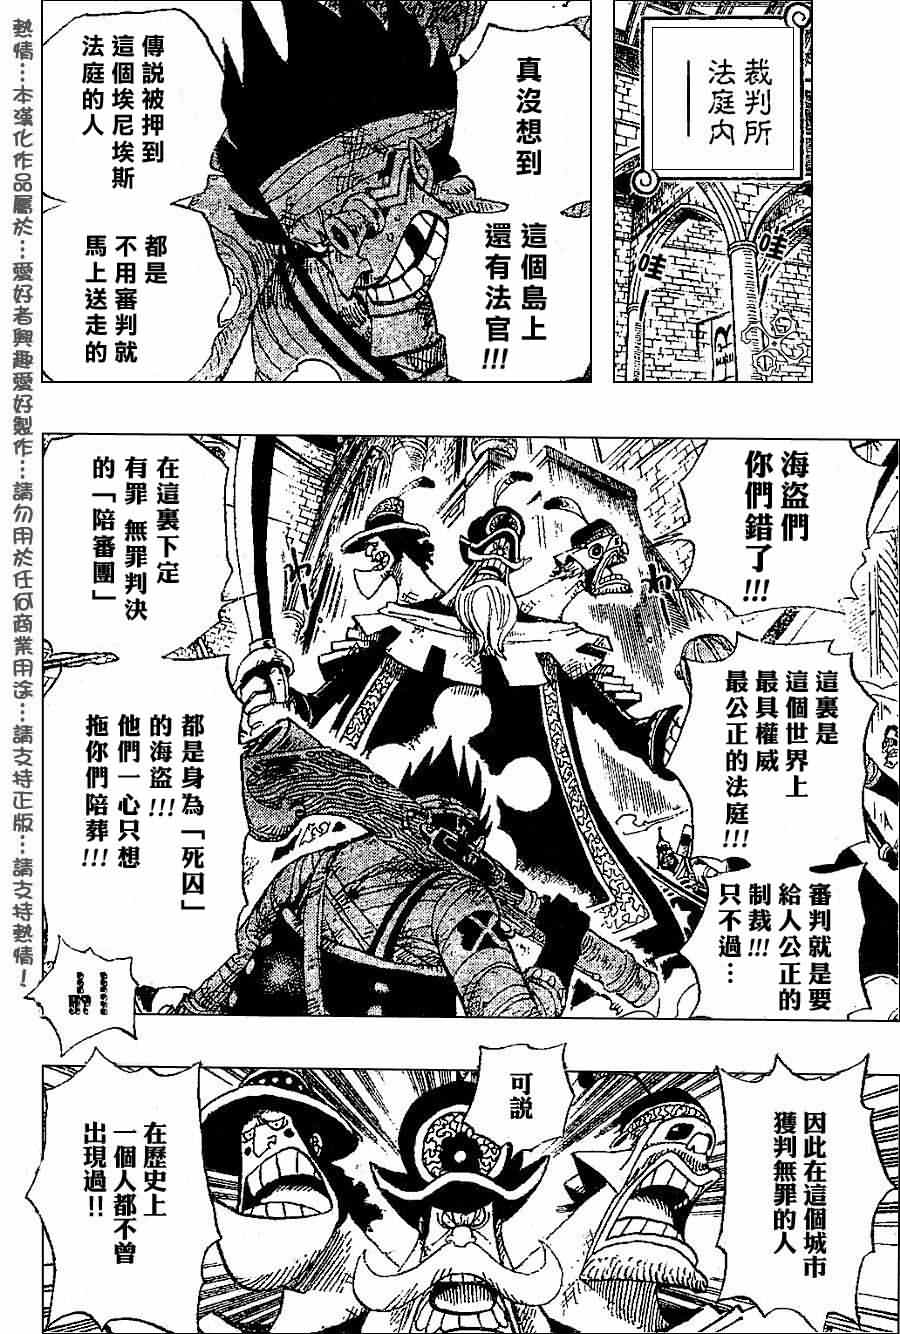 裁判所
法庭內
——
哇
哇
真沒想到
這個島上
還有法官
!!!
傳說被押到
這個埃尼埃斯
法庭的人
都是
不用審判就
馬上送走的
海盜們
你們錯了!!!
這裏是
這個世界上
最具權威
最公正的法庭!!!
審判就是要
給人公正的
制裁!!!
只不過…
在這裏下定
有罪 無罪判決
的「陪審團」
都是身為「死囚」
的海盜!!!
他們一心只想
拖你們陪葬!!!
因此在這個城市
獲判無罪的人
可說
在歷史上
一個人都不曾
出現過!!
熱情…本漢化作品屬於…愛好者興趣愛好製作…請勿用於任何商業用途…請支持正版…請支持熱情！